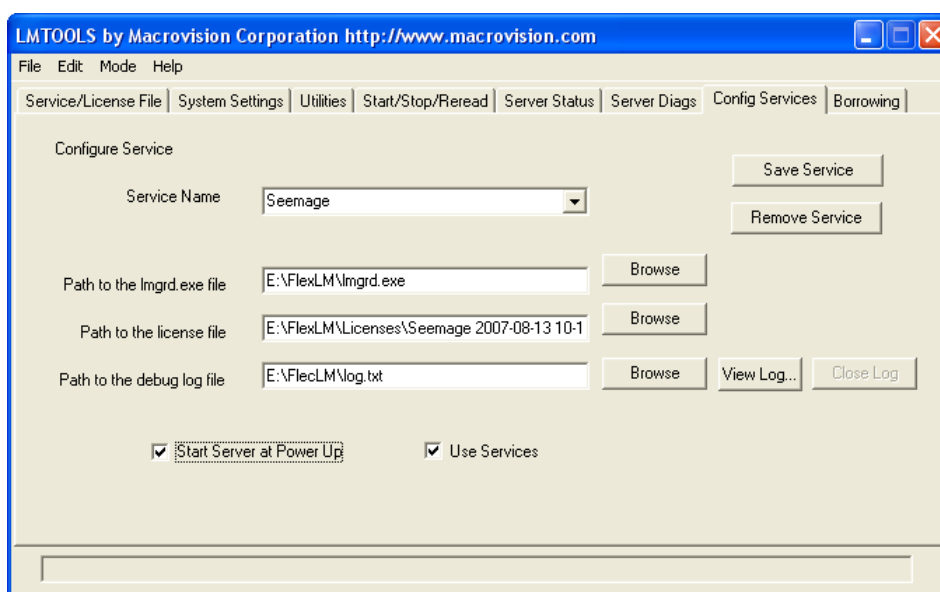 LMTOOLS by Macrovision Corporation http://www.macrovision.com
File Edit Mode Help
Service/License File System Settings Utilities Start/Stop/Reread Server Status Server Diags Config Services Borrowing
Configure Service
Save Service
Service Name Seemage
Remove Service
Path to the lmgrd.exe file E:\FlexLM\lmgrd.exe Browse
Path to the license file E:\FlexLM\Licenses\Seemage 2007-08-13 10-1 Browse
Path to the debug log file E:\FlecLM\log.txt Browse View Log... Close Log
Start Server at Power Up Use Services